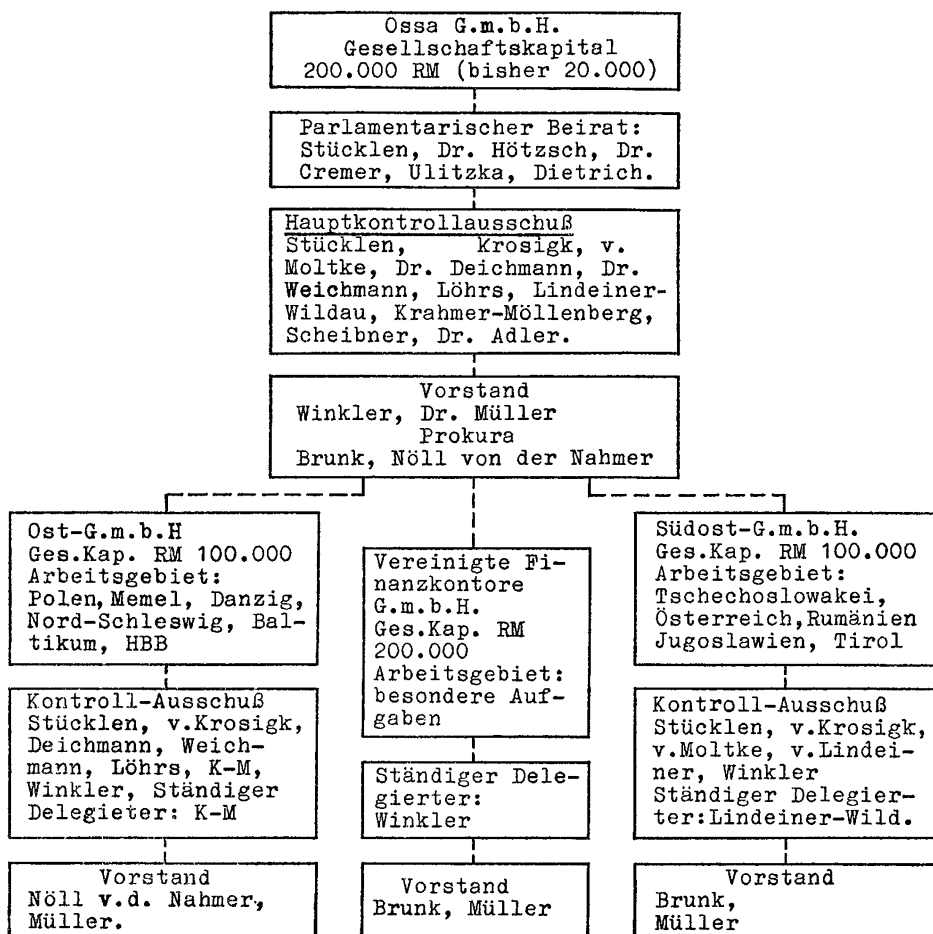 Ossa G.m.b.H.
Gesellschaftskapital
200.000 RM (bisher 20.000)
Parlamentarischer Beirat:
Stücklen, Dr. Hötzsch, Dr.
Cremer, Ulitzka, Dietrich.
Hauptkontrollausschuß
Stücklen, Krosigk, v.
Moltke, Dr. Deichmann, Dr.
Weichmann, Löhrs, Lindeiner-
Wildau, Krahmer-Möllenberg,
Scheibner, Dr. Adler.
Vorstand
Winkler, Dr. Müller
Prokura
Brunk, Nöll von der Nahmer
Ost-G.m.b.H
Ges.Kap. RM 100.000
Arbeitsgebiet:
Polen, Memel, Danzig,
Nord-Schleswig, Bal-
tikum, HBB
Kontroll-Ausschuß
Stücklen, v.Krosigk,
Deichmann, Weich-
mann, Löhrs, K-M,
Winkler, Ständiger
Delegieter: K-M
Vorstand
Nöll v.d. Nahmer,
Müller.
Vereinigte Fi-
nanzkontore
G.m.b.H.
Ges.Kap. RM
200.000
Arbeitsgebiet:
besondere Auf-
gaben
Ständiger Dele-
gierter:
Winkler
Vorstand
Brunk, Müller
Südost-G.m.b.H.
Ges.Kap. RM 100.000
Arbeitsgebiet:
Tschechoslowakei,
Österreich,Rumänien
Jugoslawien, Tirol
Kontroll-Ausschuß
Stücklen, v.Krosigk,
v.Moltke, v.Lindei-
ner, Winkler
Ständiger Delegier-
ter:Lindeiner-Wild.
Vorstand
Brunk,
Müller